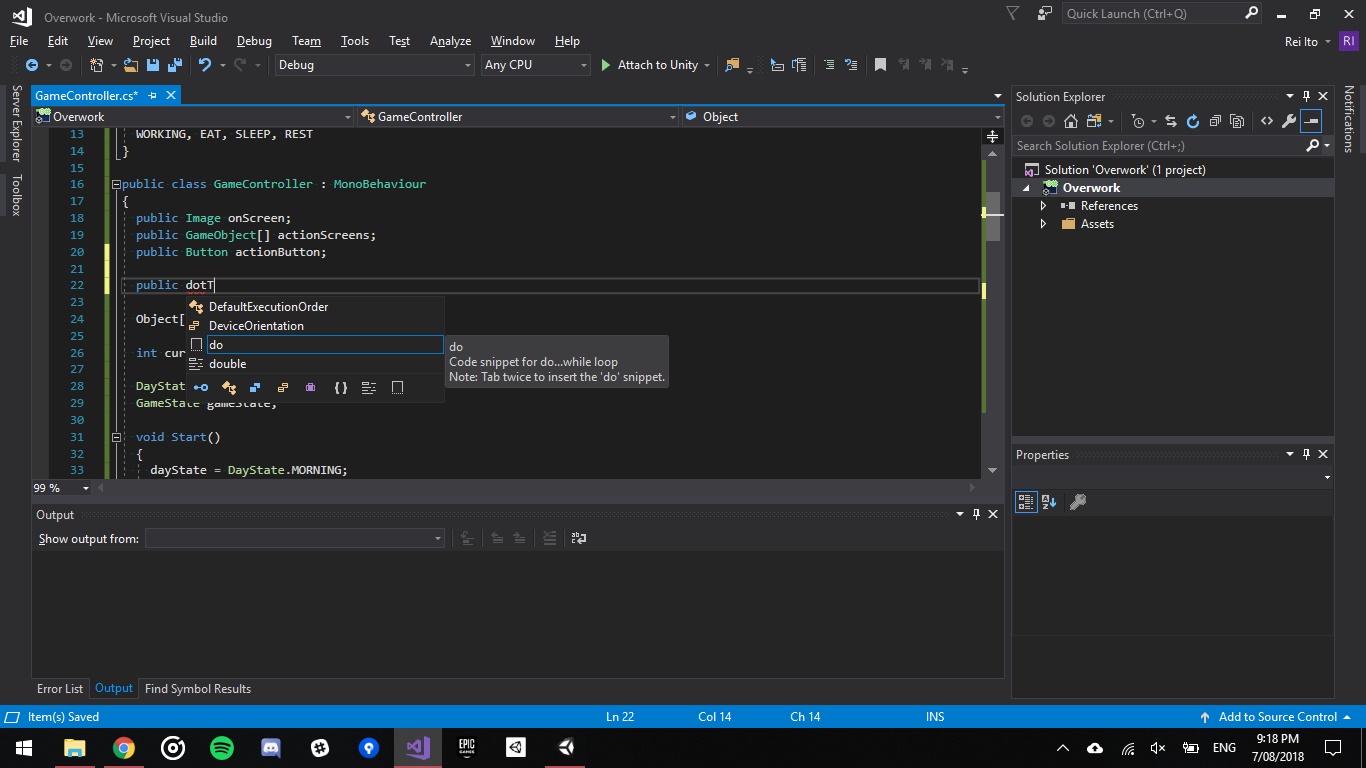 Overwork - Microsoft Visual Studio
Quick Launch (Ctrl+Q)
File Edit View Project Build Debug Team Tools Test Analyze Window Help
Rei Ito RI
Debug Any CPU Attach to Unity
Server Explorer
Toolbox
GameController.cs*
Overwork GameController Object
13 WORKING, EAT, SLEEP, REST
14 }
15
16 public class GameController : MonoBehaviour
17 {
18 public Image onScreen;
19 public GameObject[] actionScreens;
20 public Button actionButton;
21
22 public dotT
23
24 Object[
25
26 int cur
27
28 DayStat
29 GameState gameState;
30
31 void Start()
32 {
33 dayState = DayState.MORNING;
DefaultExecutionOrder
DeviceOrientation
do
double
do
Code snippet for do...while loop
Note: Tab twice to insert the 'do' snippet.
99 %
Output
Show output from:
Error List Output Find Symbol Results
Solution Explorer
Search Solution Explorer (Ctrl+;)
Solution 'Overwork' (1 project)
Overwork
References
Assets
Properties
Notifications
Item(s) Saved Ln 22 Col 14 Ch 14 INS Add to Source Control
EPIC GAMES
ENG
9:18 PM
7/08/2018